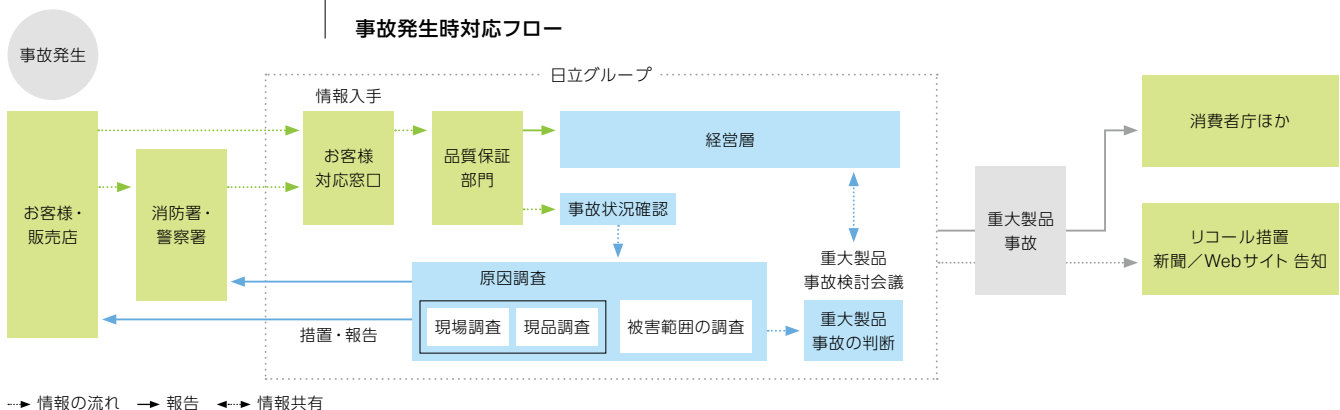 事故発生時対応フロー
事故発生
日立グループ
情報入手
お客様・
販売店
消防署・
警察署
お客様
対応窓口
品質保証
部門
経営層
事故状況確認
原因調査
現場調査
現品調査
被害範囲の調査
重大製品
事故検討会議
重大製品
事故の判断
措置・報告
重大製品
事故
消費者庁ほか
リコール措置
新聞／Webサイト 告知
情報の流れ 報告 情報共有